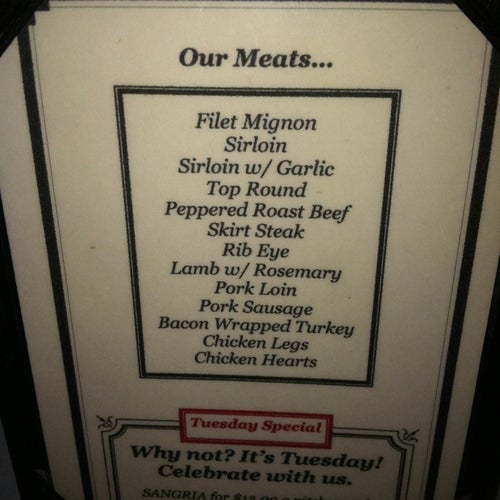 Our Meats...
Filet Mignon
Sirloin
Sirloin w/ Garlic
Top Round
Peppered Roast Beef
Skirt Steak
Rib Eye
Lamb w/ Rosemary
Pork Loin
Pork Sausage
Bacon Wrapped Turkey
Chicken Legs
Chicken Hearts
Tuesday Special
Why not? It's Tuesday!
Celebrate with us.
SANGRIA for